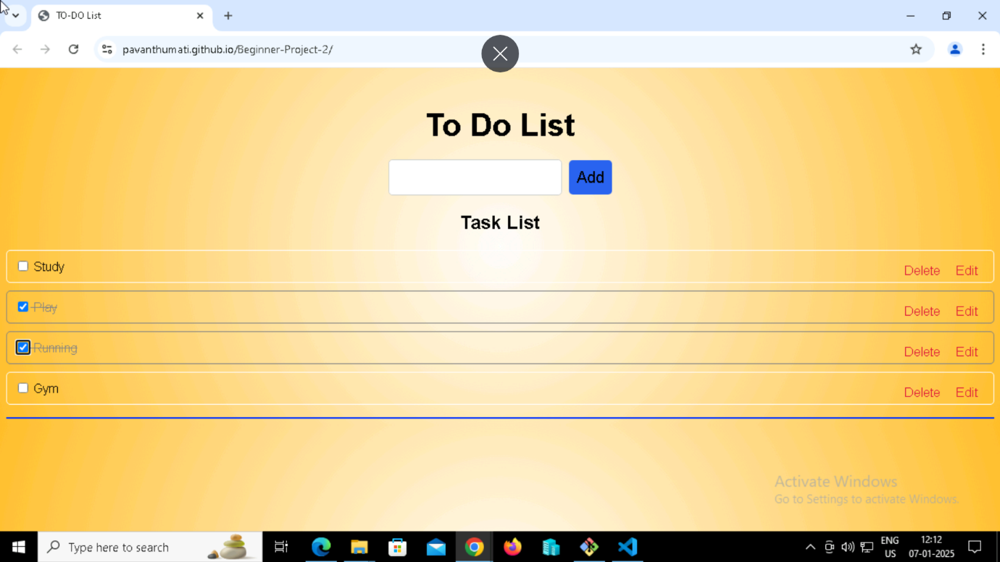 TO-DO List
pavanthumati.github.io/Beginner-Project-2/
To Do List
Add
Task List
Study Delete Edit
Play Delete Edit
Running Delete Edit
Gym Delete Edit
Activate Windows
Go to Settings to activate Windows.
Type here to search
ENG 12:12
US 07-01-2025